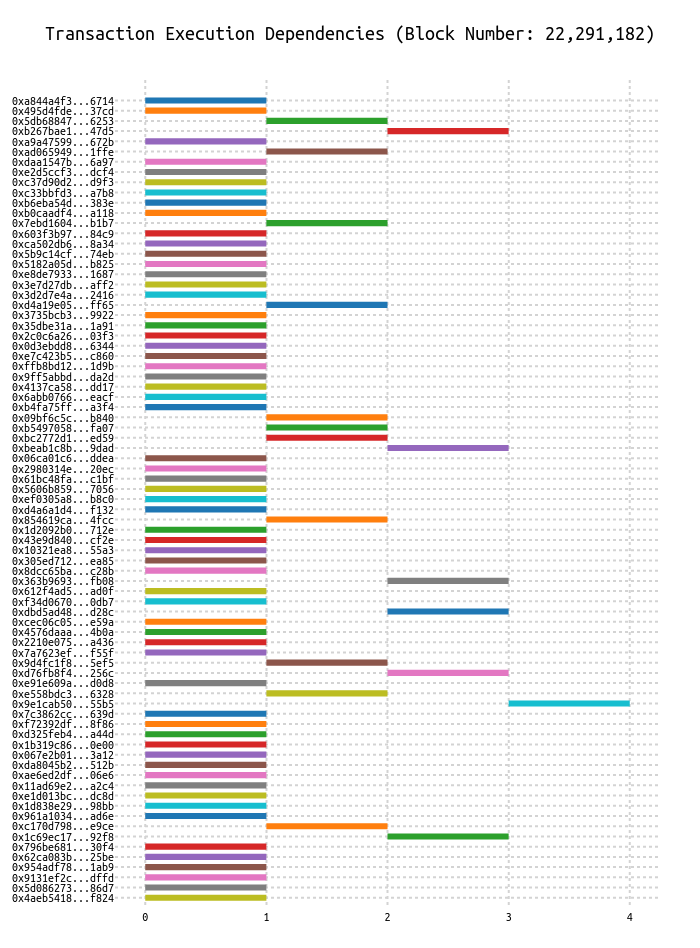 Transaction Execution Dependencies (Block Number: 22,291,182)
0xa844a4f3...6714
0x495d4fde...37cd
0x5db68847...6253
0xb267bae1...47d5
0xa9a47599...672b
0xad065949...1ffe
0xdaa1547b...6a97
0xe2d5ccf3...dcf4
0xc37d90d2...d9f3
0xc33bbfd3...a7b8
0xb6eba54d...383e
0xb0caadf4...a118
0x7ebd1604...b1b7
0x603f3b97...84c9
0xca502db6...8a34
0x5b9c14cf...74eb
0x5182a05d...b825
0xe8de7933...1687
0x3e7d27db...aff2
0x3d2d7e4a...2416
0xd4a19e05...ff65
0x3735bcb3...9922
0x35dbe31a...1a91
0x2c0c6a26...03f3
0x0d3ebdd8...6344
0xe7c423b5...c860
0xffb8bd12...1d9b
0x9ff5abbd...da2d
0x4137ca58...dd17
0x6abb0766...eacf
0xb4fa75ff...a3f4
0x09bf6c5c...b840
0xb5497058...fa07
0xbc2772d1...ed59
0xbeab1c8b...9dad
0x06ca01c6...ddea
0x2980314e...20ec
0x61bc48fa...c1bf
0x5606b859...7056
0xef0305a8...b8c0
0xd4a6a1d4...f132
0x854619ca...4fcc
0x1d2092b0...712e
0x43e9d840...cf2e
0x10321ea8...55a3
0x305ed712...ea85
0x8dcc65ba...c28b
0x363b9693...fb08
0x612f4ad5...ad0f
0xf34d0670...0db7
0xdbd5ad48...d28c
0xcec06c05...e59a
0x4576daaa...4b0a
0x2210e075...a436
0x7a7623ef...f55f
0x9d4fc1f8...5ef5
0xd76fb8f4...256c
0xe91e609a...d0d8
0xe558bdc3...6328
0x9e1cab50...55b5
0x7c3862cc...639d
0xf72392df...8f86
0xd325feb4...a44d
0x1b319c86...0e00
0x067e2b01...3a12
0xda8045b2...512b
0xae6ed2df...06e6
0x11ad69e2...a2c4
0xe1d013bc...dc8d
0x1d838e29...98bb
0x961a1034...ad6e
0xc170d798...e9ce
0x1c69ec17...92f8
0x796be681...30f4
0x62ca083b...25be
0x954adf78...1ab9
0x9131ef2c...dffd
0x5d086273...86d7
0x4aeb5418...f824
0 1 2 3 4